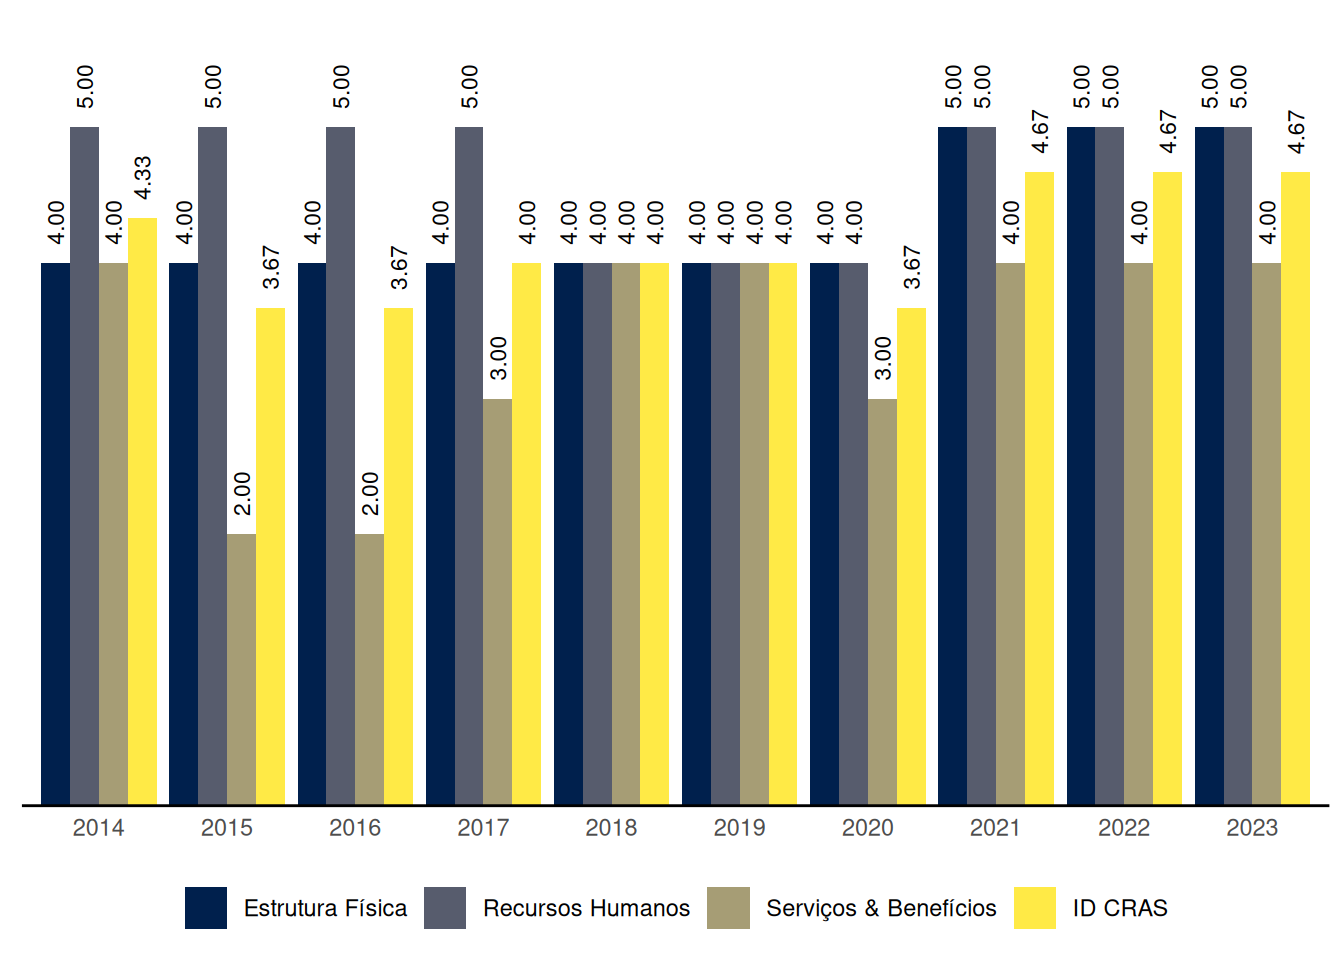 5.00 5.00 5.00 5.00 5.00 5.00 5.00 5.00 5.00 5.00
4.33 4.67 4.67 4.67
4.00 4.00 4.00 4.00 4.00 4.00 4.00 4.00 4.00 4.00 4.00 4.00 4.00 4.00 4.00 4.00 4.00 4.00 4.00
3.67 3.67 3.67
3.00 3.00
2.00 2.00
2014 2015 2016 2017 2018 2019 2020 2021 2022 2023
Estrutura Física Recursos Humanos Serviços & Benefícios ID CRAS